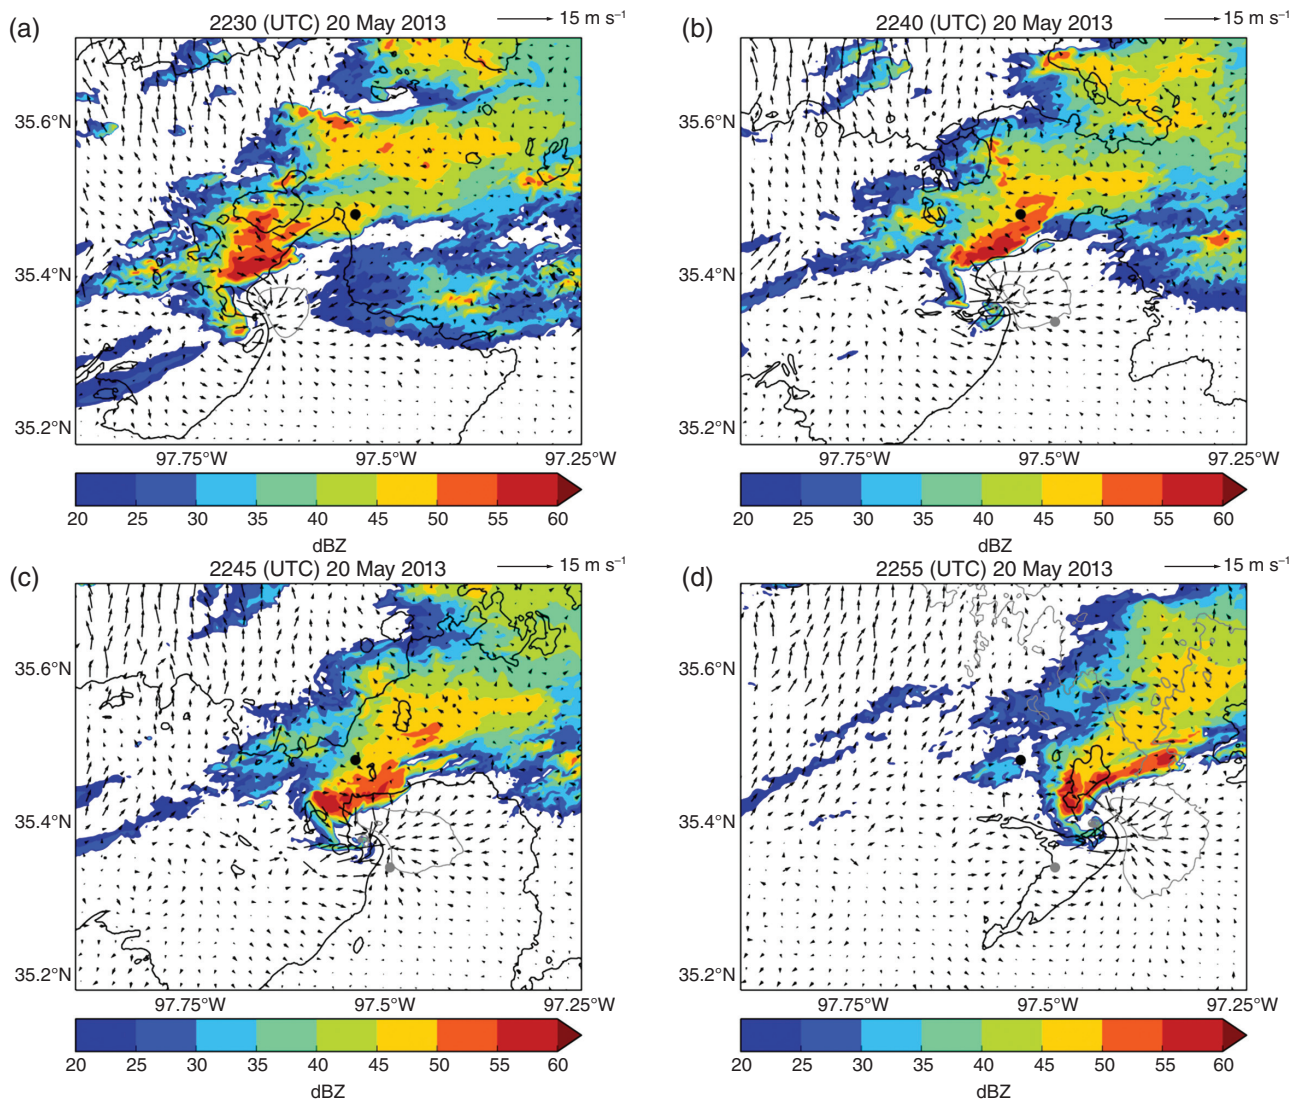 (a) 2230 (UTC) 20 May 2013 15 m s⁻¹
35.6°N
35.4°N
35.2°N
97.75°W 97.5°W 97.25°W
20 25 30 35 40 45 50 55 60
dBZ
(b) 2240 (UTC) 20 May 2013 15 m s⁻¹
35.6°N
35.4°N
35.2°N
97.75°W 97.5°W 97.25°W
20 25 30 35 40 45 50 55 60
dBZ
(c) 2245 (UTC) 20 May 2013 15 m s⁻¹
35.6°N
35.4°N
35.2°N
97.75°W 97.5°W 97.25°W
20 25 30 35 40 45 50 55 60
dBZ
(d) 2255 (UTC) 20 May 2013 15 m s⁻¹
35.6°N
35.4°N
35.2°N
97.75°W 97.5°W 97.25°W
20 25 30 35 40 45 50 55 60
dBZ